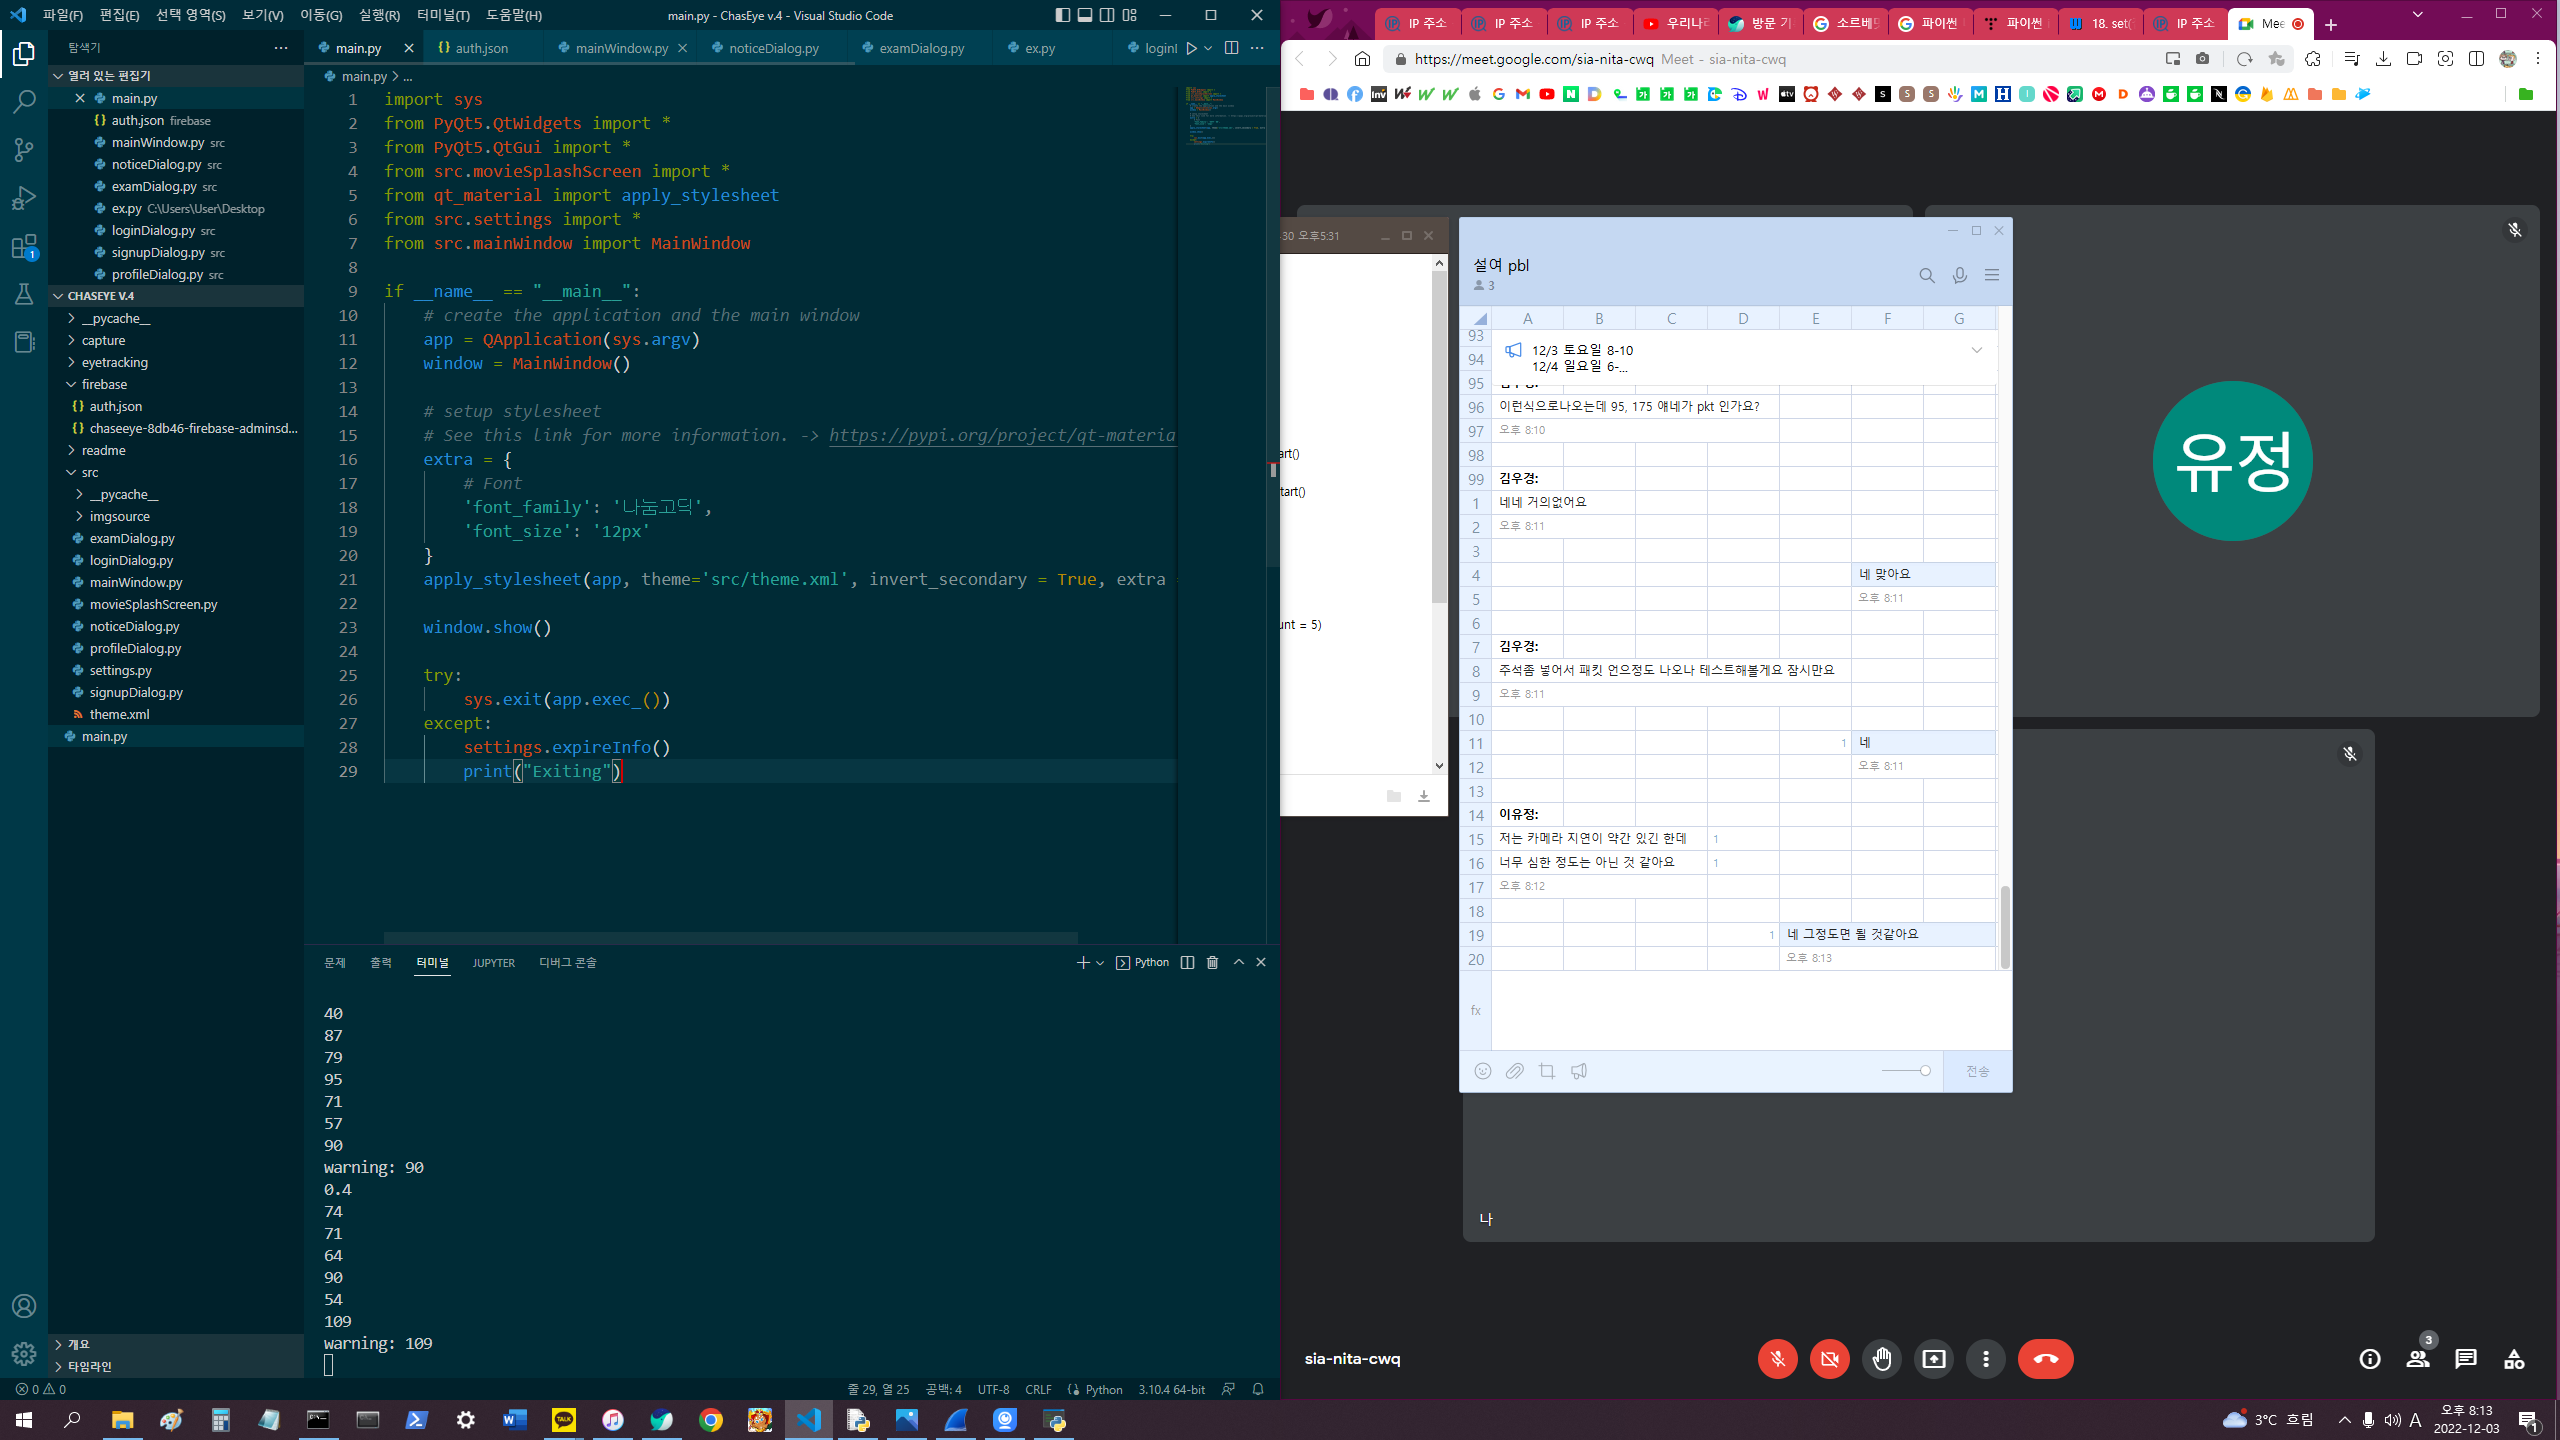 파일(F) 편집(E) 선택 영역(S) 보기(V) 이동(G) 실행(R) 터미널(T) 도움말(H)
main.py - ChasEye v.4 - Visual Studio Code
탐색기
열려 있는 편집기
main.py
auth.json firebase
mainWindow.py src
noticeDialog.py src
examDialog.py src
ex.py C:\Users\User\Desktop
loginDialog.py src
signupDialog.py src
profileDialog.py src
CHASEYE V.4
__pycache__
capture
eyetracking
firebase
auth.json
chaseeye-8db46-firebase-adminsd...
readme
src
__pycache__
imgsource
examDialog.py
loginDialog.py
mainWindow.py
movieSplashScreen.py
noticeDialog.py
profileDialog.py
settings.py
signupDialog.py
theme.xml
main.py
개요
타임라인
1
main.py auth.json mainWindow.py noticeDialog.py examDialog.py ex.py loginI
main.py > ...
1 import sys
2 from PyQt5.QtWidgets import *
3 from PyQt5.QtGui import *
4 from src.movieSplashScreen import *
5 from qt_material import apply_stylesheet
6 from src.settings import *
7 from src.mainWindow import MainWindow
8
9 if __name__ == "__main__":
10 # create the application and the main window
11 app = QApplication(sys.argv)
12 window = MainWindow()
13
14 # setup stylesheet
15 # See this link for more information. -> https://pypi.org/project/qt-materia
16 extra = {
17 # Font
18 'font_family': '나눔고딕',
19 'font_size': '12px'
20 }
21 apply_stylesheet(app, theme='src/theme.xml', invert_secondary = True, extra =
22
23 window.show()
24
25 try:
26 sys.exit(app.exec_())
27 except:
28 settings.expireInfo()
29 print("Exiting")
문제 출력 터미널 JUPYTER 디버그 콘솔
Python
40
87
79
95
71
57
90
warning: 90
0.4
74
71
64
90
54
109
warning: 109
0 0
줄 29, 열 25 공백: 4 UTF-8 CRLF Python 3.10.4 64-bit
IP 주소 IP 주소 IP 주소 우리나라 방문 기 소르베 파이썬 파이썬 18. set( IP 주소 Mee
https://meet.google.com/sia-nita-cwq Meet - sia-nita-cwq
-30 오후5:31
art()
tart()
unt = 5)
설여 pbl
3
A B C D E F G
93
94
95
96
97
98
99
1
2
3
4
5
6
7
8
9
10
11
12
13
14
15
16
17
18
19
20
12/3 토요일 8-10
12/4 일요일 6-...
이런식으로나오는데 95, 175 얘네가 pkt 인가요?
오후 8:10
김우경:
네네 거의없어요
오후 8:11
네 맞아요
오후 8:11
김우경:
주석좀 넣어서 패킷 언으정도 나오나 테스트해볼게요 잠시만요
오후 8:11
1 네
오후 8:11
이유정:
저는 카메라 지연이 약간 있긴 한데 1
너무 심한 정도는 아닌 것 같아요 1
오후 8:12
1 네 그정도면 될 것같아요
오후 8:13
fx
전송
유정
나
sia-nita-cwq
3
3°C 흐림
A
오후 8:13
2022-12-03
1